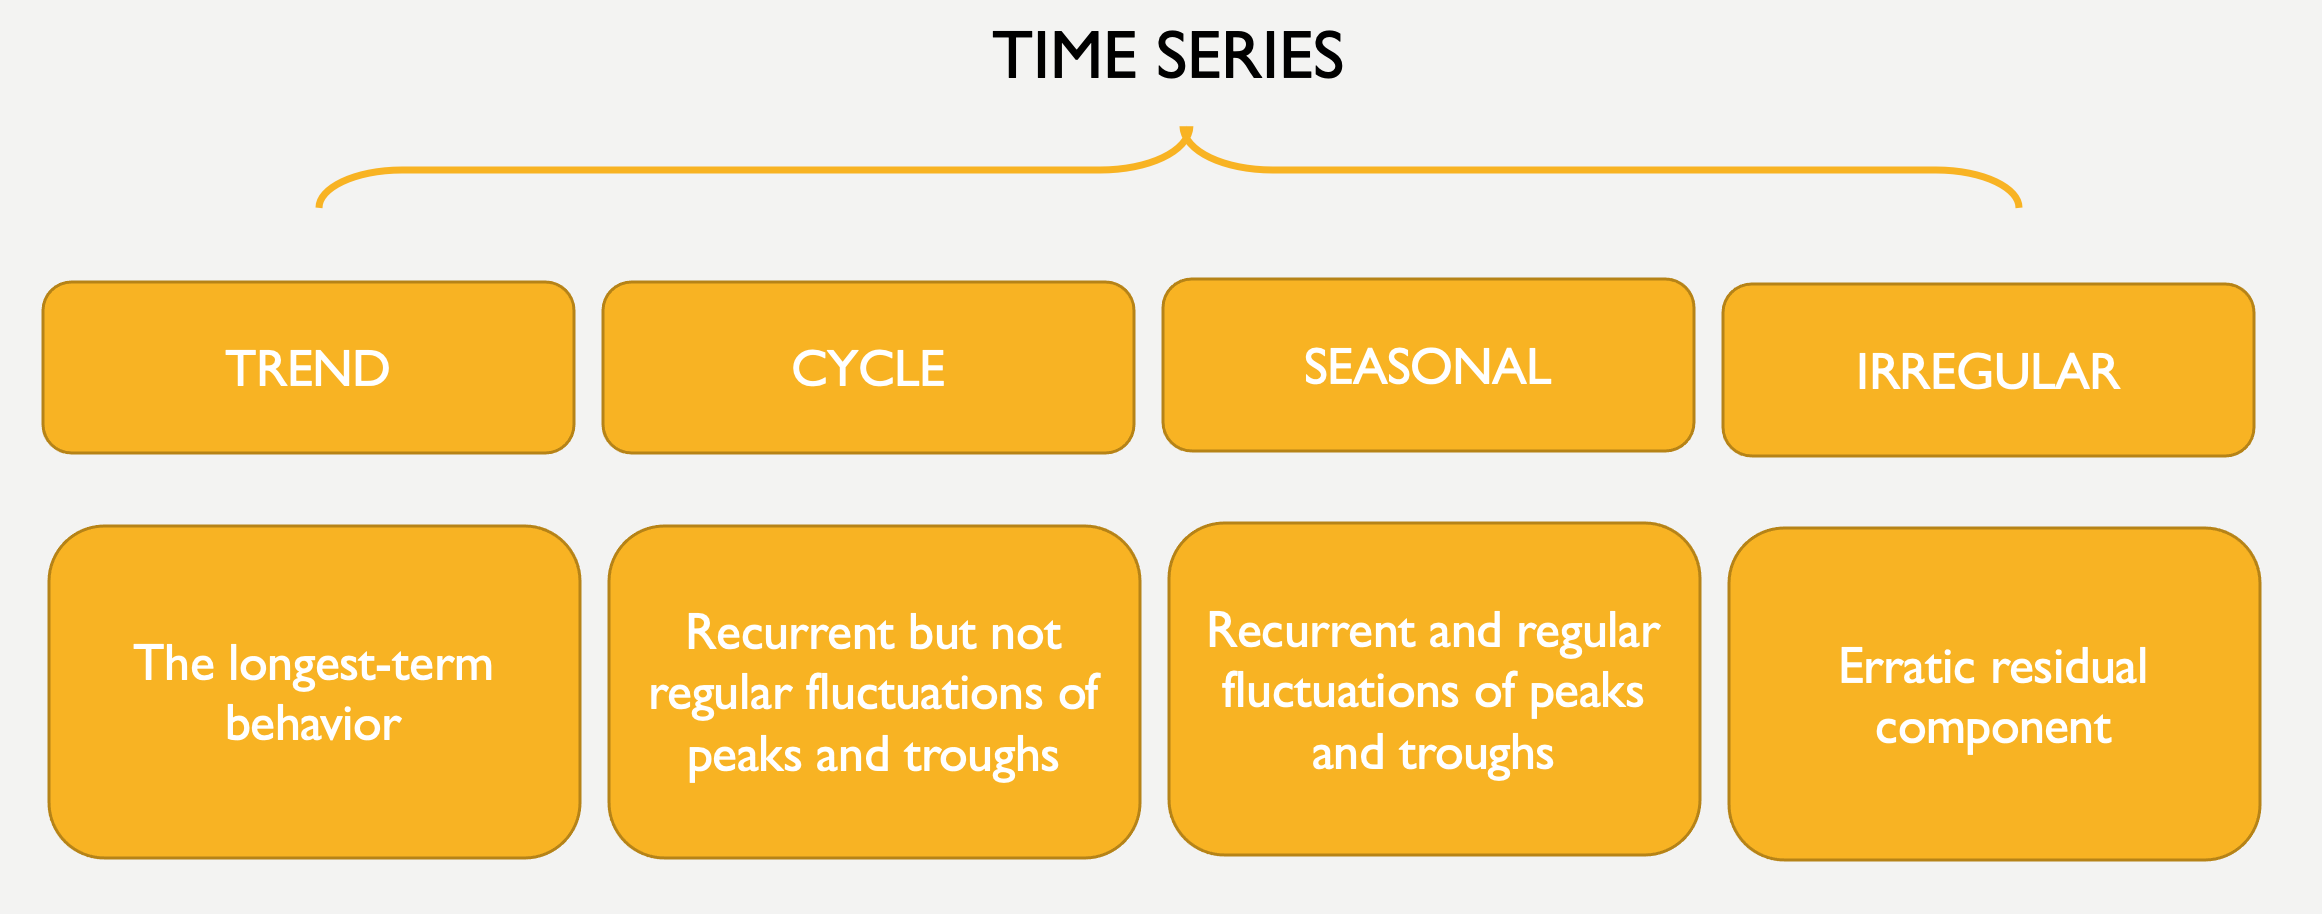 TIME SERIES
TREND
CYCLE
SEASONAL
IRREGULAR
The longest-term
behavior
Recurrent but not
regular fluctuations of
peaks and troughs
Recurrent and regular
fluctuations of peaks
and troughs
Erratic residual
component